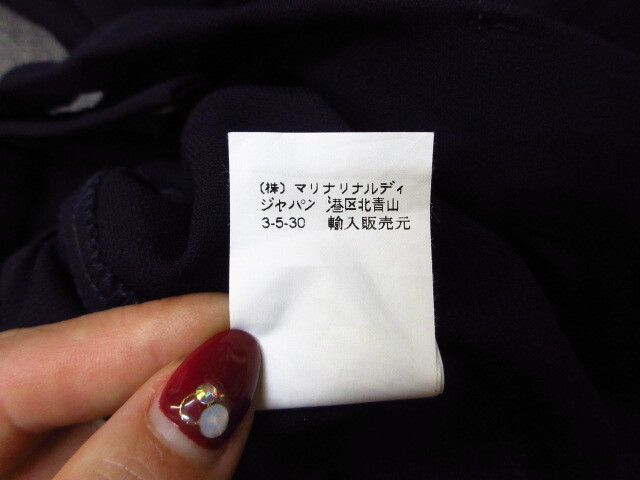 (株) マリナリナルディ
ジャパン 港区北青山
3-5-30 輸入販売元